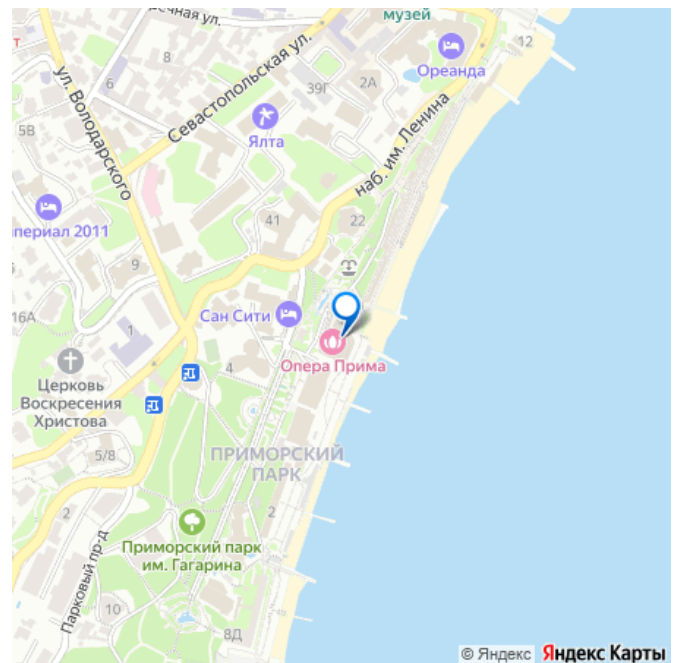 музей
12
Ореанда
8
6
8
Севастопольская ул.
39Г
2А
5В
ул. Володарского
Ялта
наб. им. Ленина
41
22
периал 2011
9
16А
1
Сан Сити
4
Опера Прима
Церковь
Воскресения
Христова
5/8
ПРИМОРСКИЙ
ПАРК
2
2
Приморский парк
им. Гагарина
Парковый пр-д
10
8Д
© Яндекс Яндекс Карты